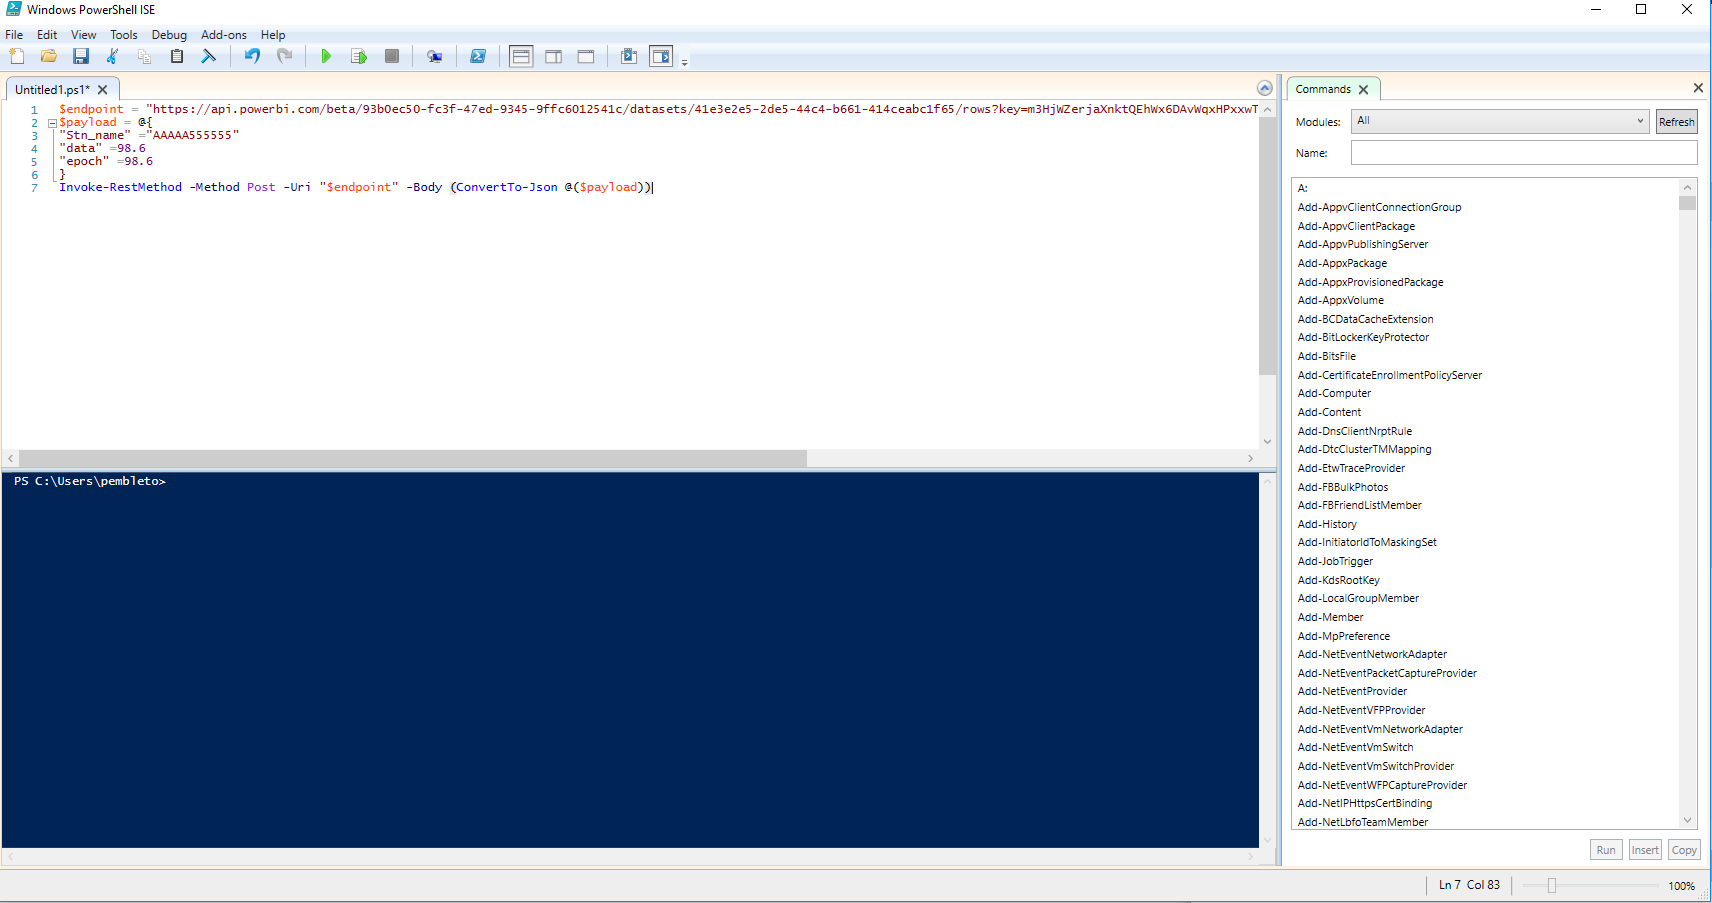 Windows PowerShell ISE
File Edit View Tools Debug Add-ons Help
Untitled1.ps1*
1 $endpoint = "https://api.powerbi.com/beta/93b0ec50-fc3f-47ed-9345-9ffc6012541c/datasets/41e3e2e5-2de5-44c4-b661-414ceabc1f65/rows?key=m3HjWZerjaXnktQEhWx6DAvWqxHPxxwT
2 $payload = @{
3 "Stn_name" ="AAAAA555555"
4 "data" =98.6
5 "epoch" =98.6
6 }
7 Invoke-RestMethod -Method Post -Uri "$endpoint" -Body (ConvertTo-Json @($payload))
PS C:\Users\pembleto>
Commands
Modules: All Refresh
Name:
A:
Add-AppvClientConnectionGroup
Add-AppvClientPackage
Add-AppvPublishingServer
Add-AppxPackage
Add-AppxProvisionedPackage
Add-AppxVolume
Add-BCDataCacheExtension
Add-BitLockerKeyProtector
Add-BitsFile
Add-CertificateEnrollmentPolicyServer
Add-Computer
Add-Content
Add-DnsClientNrptRule
Add-DtcClusterTMMapping
Add-EtwTraceProvider
Add-FBBulkPhotos
Add-FBFriendListMember
Add-History
Add-InitiatorIdToMaskingSet
Add-JobTrigger
Add-KdsRootKey
Add-LocalGroupMember
Add-Member
Add-MpPreference
Add-NetEventNetworkAdapter
Add-NetEventPacketCaptureProvider
Add-NetEventProvider
Add-NetEventVFPProvider
Add-NetEventVmNetworkAdapter
Add-NetEventVmSwitch
Add-NetEventVmSwitchProvider
Add-NetEventWFPCaptureProvider
Add-NetIPHttpsCertBinding
Add-NetLbfoTeamMember
Run Insert Copy
Ln 7 Col 83 100%